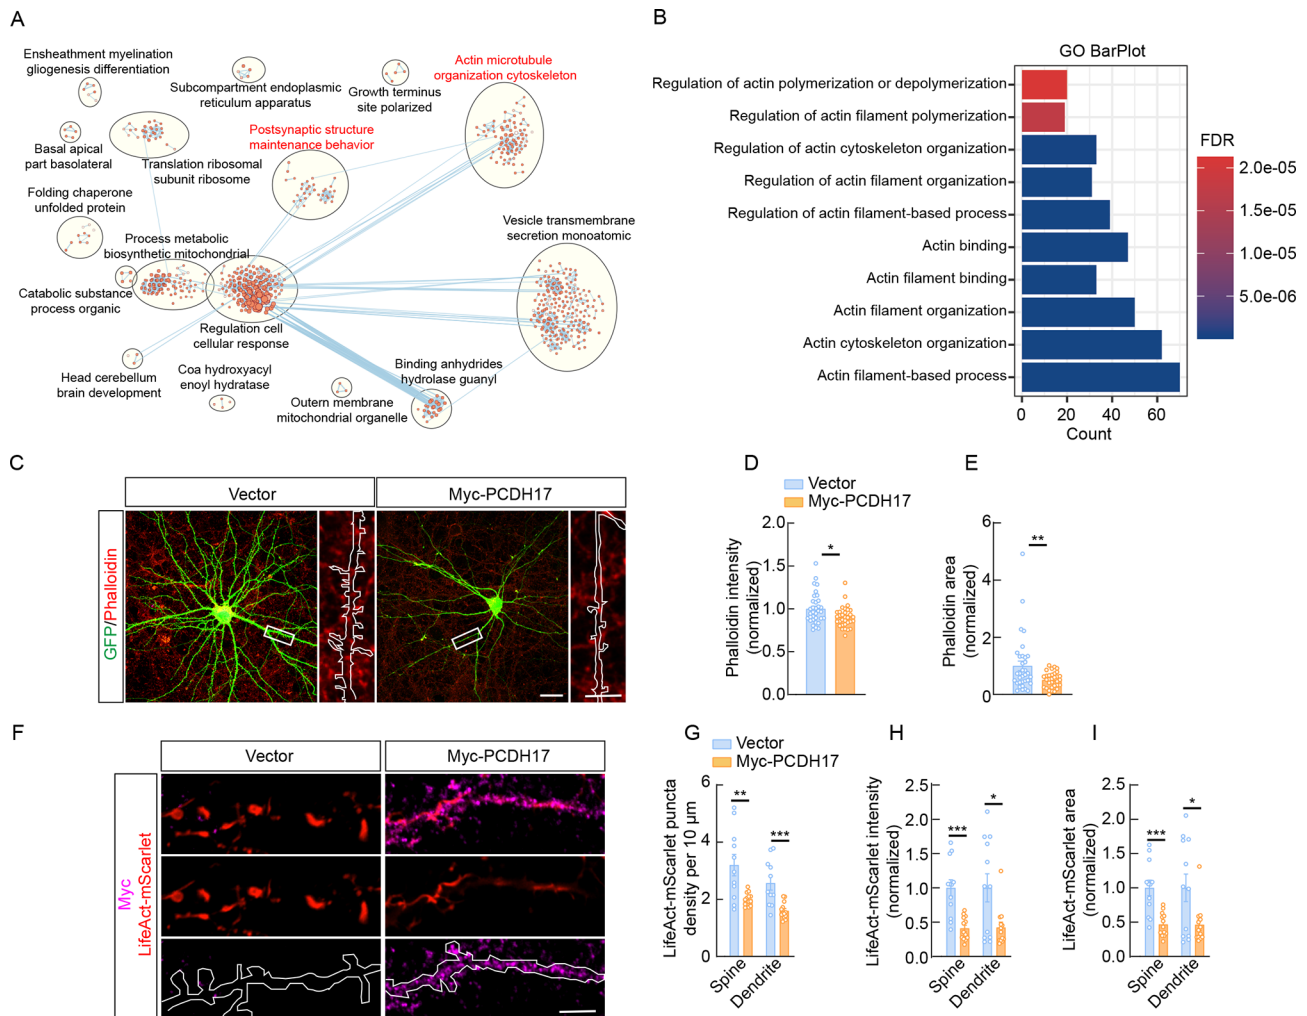 A
Ensheathment myelination
gliogenesis differentiation
Subcompartment endoplasmic
reticulum apparatus
Growth terminus
site polarized
Actin microtubule
organization cytoskeleton
Basal apical
part basolateral
Translation ribosomal
subunit ribosome
Postsynaptic structure
maintenance behavior
Folding chaperone
unfolded protein
Process metabolic
biosynthetic mitochondrial
Vesicle transmembrane
secretion monoatomic
Catabolic substance
process organic
Regulation cell
cellular response
Head cerebellum
brain development
Coa hydroxyacyl
enoyl hydratase
Outern membrane
mitochondrial organelle
Binding anhydrides
hydrolase guanyl
B
GO BarPlot
Regulation of actin polymerization or depolymerization
Regulation of actin filament polymerization
Regulation of actin cytoskeleton organization
Regulation of actin filament organization
Regulation of actin filament-based process
Actin binding
Actin filament binding
Actin filament organization
Actin cytoskeleton organization
Actin filament-based process
0 20 40 60
Count
FDR
2.0e-05
1.5e-05
1.0e-05
5.0e-06
C
Vector
Myc-PCDH17
GFP/Phalloidin
D
Vector
Myc-PCDH17
Phalloidin intensity
(normalized)
2.0
1.5
1.0
0.5
0.0
*
E
Phalloidin area
(normalized)
6
4
2
0
**
F
Vector
Myc-PCDH17
Myc
LifeAct-mScarlet
G
Vector
Myc-PCDH17
LifeAct-mScarlet puncta
density per 10 µm
6
4
2
0
**
***
Spine
Dendrite
H
LifeAct-mScarlet intensity
(normalized)
2.5
2.0
1.5
1.0
0.5
0.0
***
*
Spine
Dendrite
I
LifeAct-mScarlet area
(normalized)
2.5
2.0
1.5
1.0
0.5
0.0
***
*
Spine
Dendrite